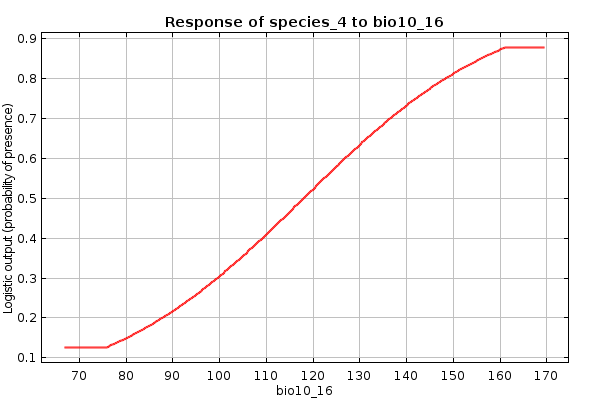 Response of species_4 to bio10_16
Logistic output (probability of presence)
0.9
0.8
0.7
0.6
0.5
0.4
0.3
0.2
0.1
70 80 90 100 110 120 130 140 150 160 170
bio10_16